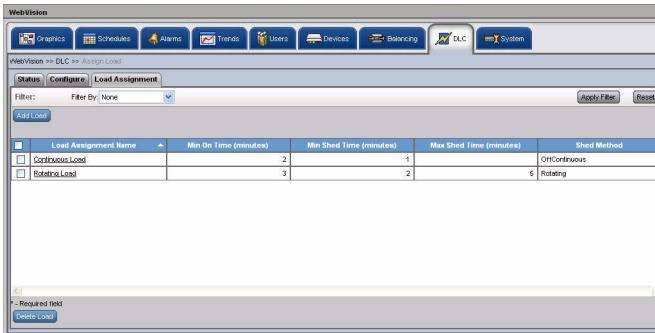 WebVision
Graphics Schedules Alarms Trends Users Devices Balancing DLC System
WebVision >> DLC >> Assign Load
Status Configure Load Assignment
Filter: Filter By: None Apply Filter Reset
Add Load
Load Assignment Name Min On Time (minutes) Min Shed Time (minutes) Max Shed Time (minutes) Shed Method
Continuous Load 2 1 OffContinuous
Rotating Load 3 2 5 Rotating
* - Required field
Delete Load